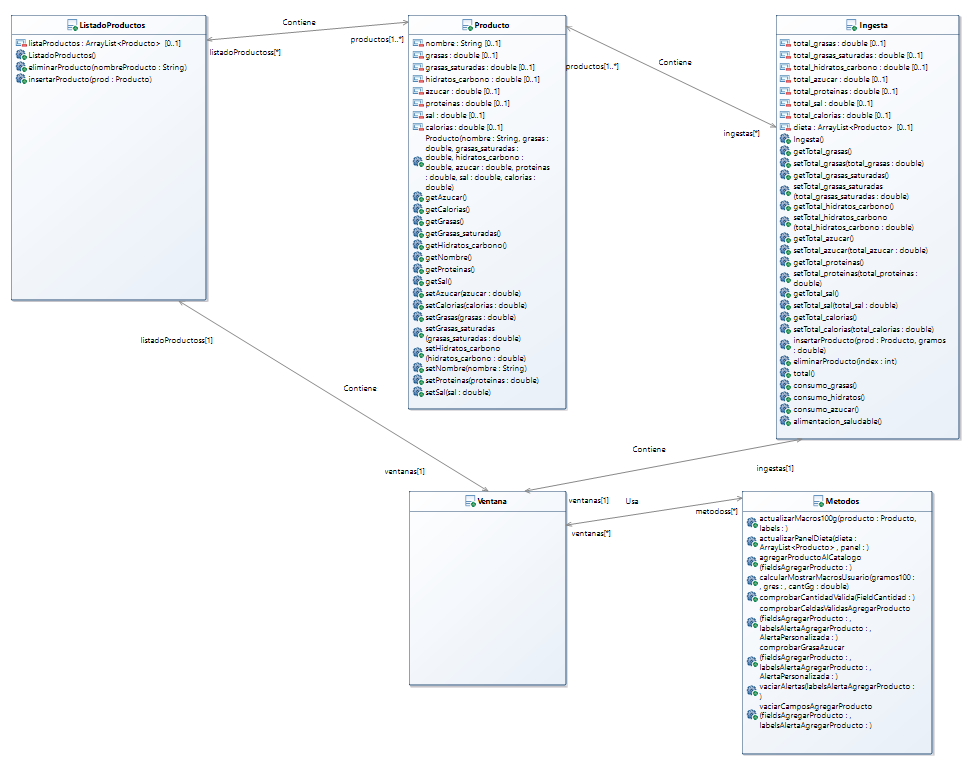 ListadoProductos
listaProductos : ArrayList<Producto> [0..1]
ListadoProductos()
eliminarProducto(nombreProducto : String)
insertarProducto(prod : Producto)
Contiene
productos[1..*]
listadoProductoss[*]
Producto
nombre : String [0..1]
grasas : double [0..1]
grasas_saturadas : double [0..1]
hidratos_carbono : double [0..1]
azucar : double [0..1]
proteinas : double [0..1]
sal : double [0..1]
calorias : double [0..1]
Producto(nombre : String, grasas :
double, grasas_saturadas :
double, hidratos_carbono :
double, azucar : double, proteinas
: double, sal : double, calorias :
double)
getAzucar()
getCalorias()
getGrasas()
getGrasas_saturadas()
getHidratos_carbono()
getNombre()
getProteinas()
getSal()
setAzucar(azucar : double)
setCalorias(calorias : double)
setGrasas(grasas : double)
setGrasas_saturadas
(grasas_saturadas : double)
setHidratos_carbono
(hidratos_carbono : double)
setNombre(nombre : String)
setProteinas(proteinas : double)
setSal(sal : double)
productos[1..*]
Contiene
ingestas[*]
Ingesta
total_grasas : double [0..1]
total_grasas_saturadas : double [0..1]
total_hidratos_carbono : double [0..1]
total_azucar : double [0..1]
total_proteinas : double [0..1]
total_sal : double [0..1]
total_calorias : double [0..1]
dieta : ArrayList<Producto> [0..1]
Ingesta()
getTotal_grasas()
setTotal_grasas(total_grasas : double)
getTotal_grasas_saturadas()
setTotal_grasas_saturadas
(total_grasas_saturadas : double)
getTotal_hidratos_carbono()
setTotal_hidratos_carbono
(total_hidratos_carbono : double)
getTotal_azucar()
setTotal_azucar(total_azucar : double)
getTotal_proteinas()
setTotal_proteinas(total_proteinas :
double)
getTotal_sal()
setTotal_sal(total_sal : double)
getTotal_calorias()
setTotal_calorias(total_calorias : double)
insertarProducto(prod : Producto, gramos
: double)
eliminarProducto(index : int)
total()
consumo_grasas()
consumo_hidratos()
consumo_azucar()
alimentacion_saludable()
listadoProductoss[1]
Contiene
ventanas[1]
Contiene
ingestas[1]
ventanas[1]
Usa
metodoss[*]
ventanas[*]
Ventana
Metodos
actualizarMacros100g(producto : Producto,
labels : )
actualizarPanelDieta(dieta :
ArrayList<Producto> , panel : )
agregarProductoAlCatalogo
(fieldsAgregarProducto : )
calcularMostrarMacrosUsuario(gramos100 :
, gres : , cantGg : double)
comprobarCantidadValida(FieldCantidad : )
comprobarCeldasValidasAgregarProducto
(fieldsAgregarProducto : ,
labelsAlertaAgregarProducto : ,
AlertaPersonalizada : )
comprobarGrasaAzucar
(fieldsAgregarProducto : ,
labelsAlertaAgregarProducto : ,
AlertaPersonalizada : )
vaciarAlertas(labelsAlertaAgregarProducto :
)
vaciarCamposAgregarProducto
(fieldsAgregarProducto : ,
labelsAlertaAgregarProducto : )